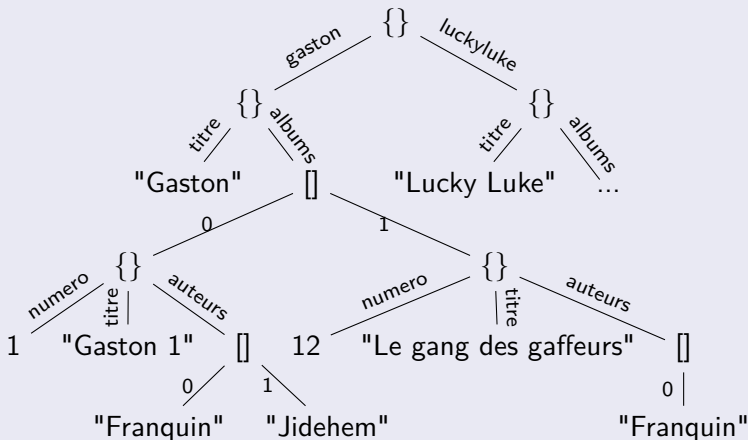 {}
gaston luckyluke
{} {}
titre albums titre albums
"Gaston" [] "Lucky Luke" ...
0 1
{} {}
numero titre auteurs numero titre auteurs
1 "Gaston 1" [] 12 "Le gang des gaffeurs" []
0 1 0
"Franquin" "Jidehem" "Franquin"